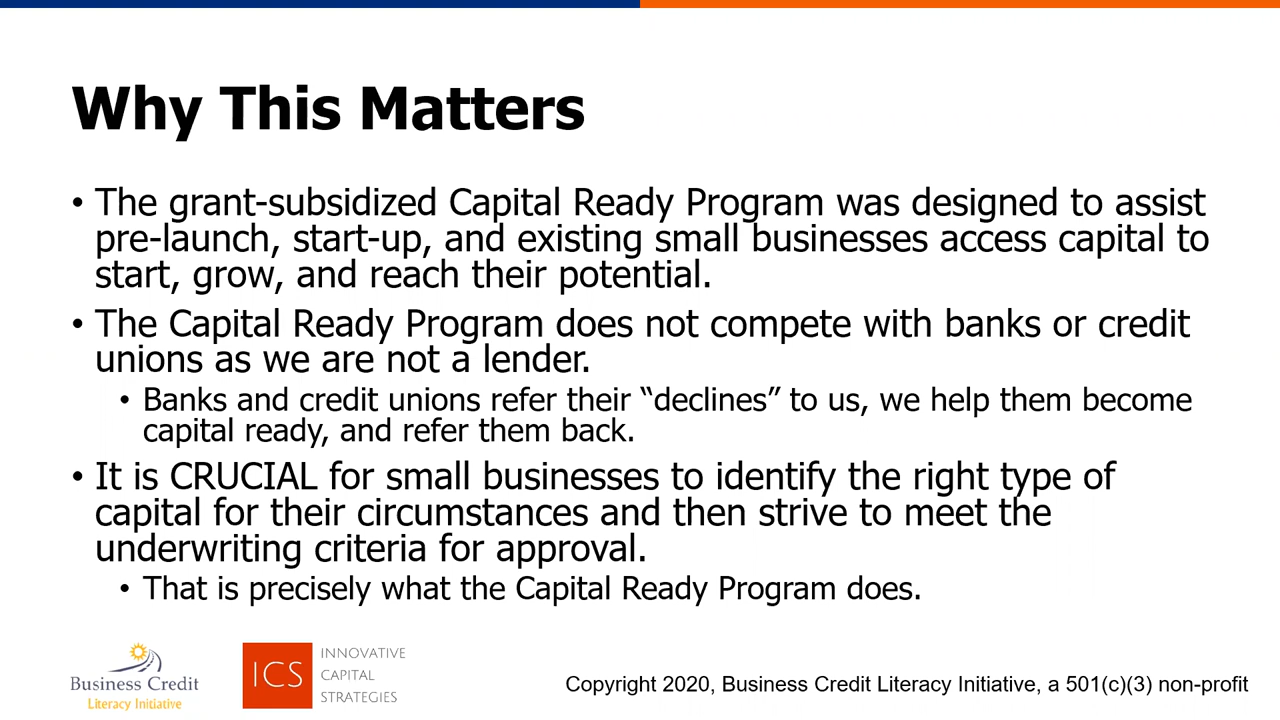 Why This Matters
• The grant-subsidized Capital Ready Program was designed to assist
pre-launch, start-up, and existing small businesses access capital to
start, grow, and reach their potential.
• The Capital Ready Program does not compete with banks or credit
unions as we are not a lender.
• Banks and credit unions refer their “declines” to us, we help them become
capital ready, and refer them back.
• It is CRUCIAL for small businesses to identify the right type of
capital for their circumstances and then strive to meet the
underwriting criteria for approval.
• That is precisely what the Capital Ready Program does.
Business Credit
Literacy Initiative
ICS
INNOVATIVE
CAPITAL
STRATEGIES
Copyright 2020, Business Credit Literacy Initiative, a 501(c)(3) non-profit